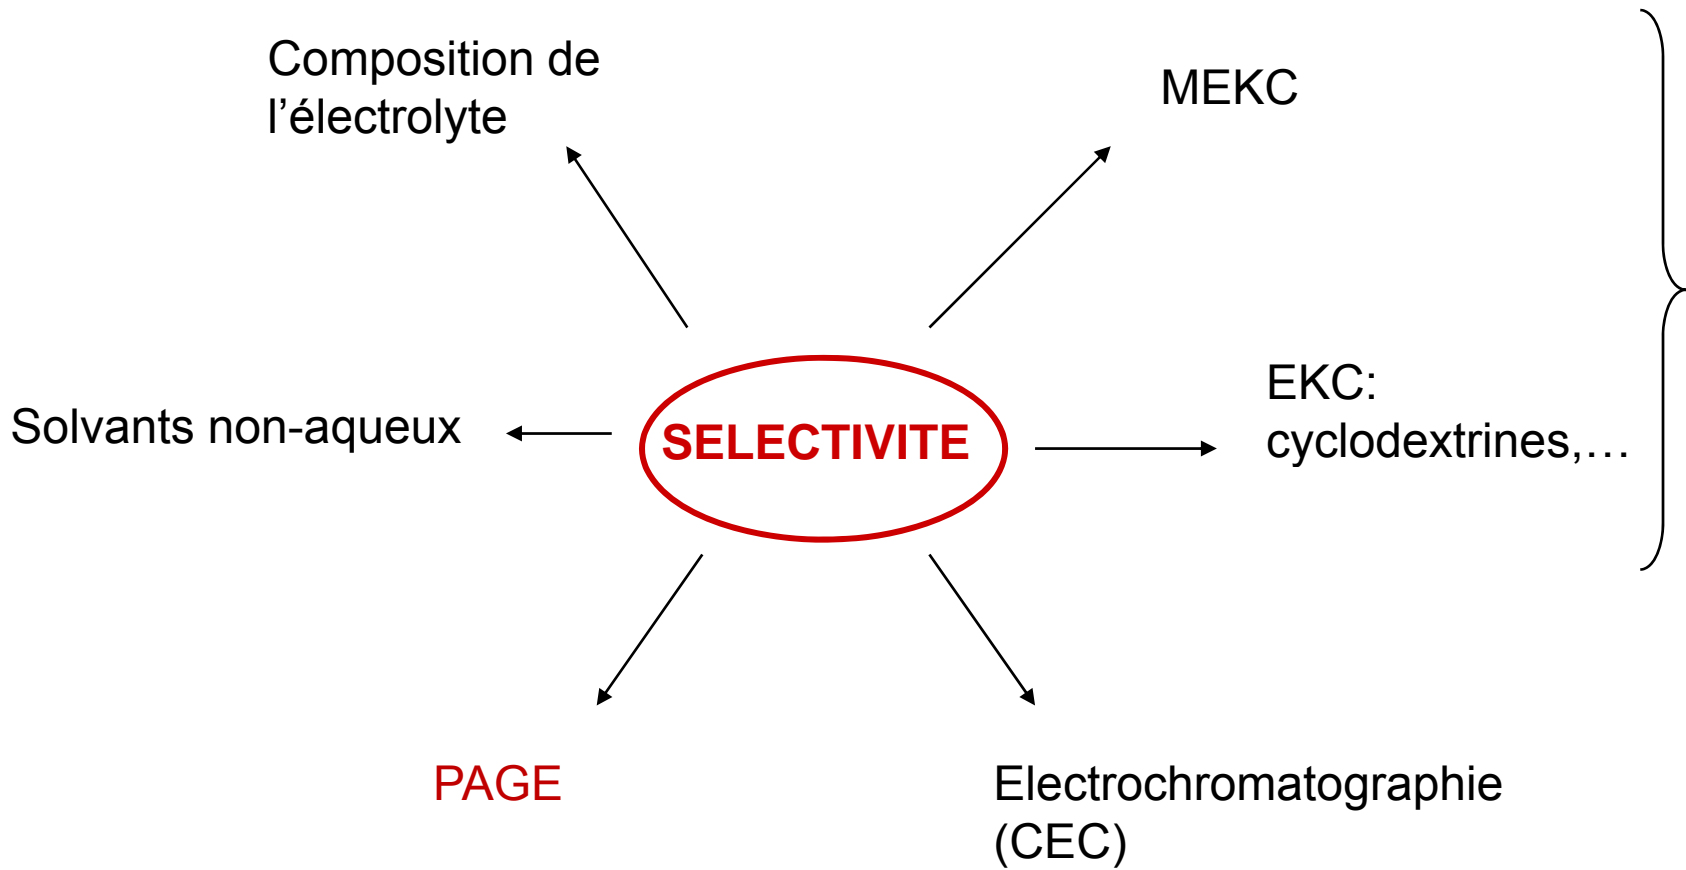 Composition de
l’électrolyte
MEKC
EKC:
cyclodextrines,…
Solvants non-aqueux
SELECTIVITE
PAGE
Electrochromatographie
(CEC)